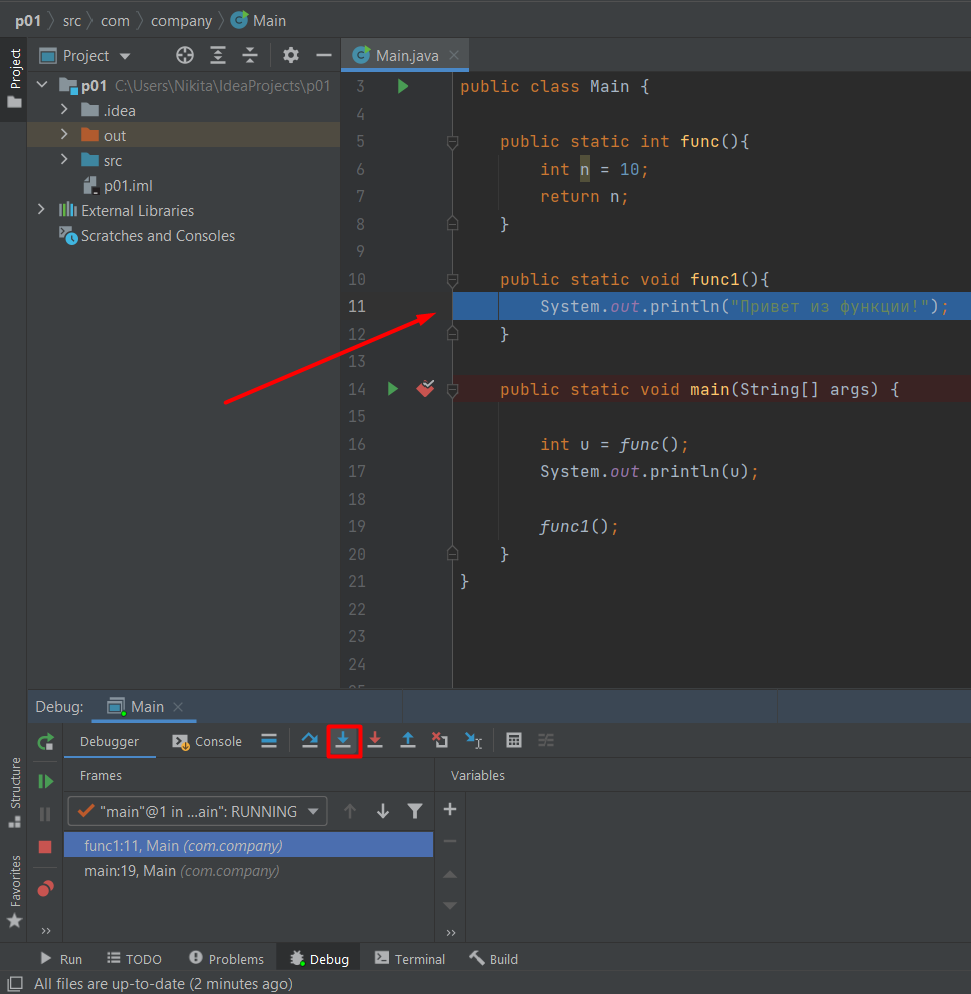 p01 src com company Main
Project
Project
Main.java
p01 C:\Users\Nikita\IdeaProjects\p01
.idea
out
src
p01.iml
External Libraries
Scratches and Consoles
3 public class Main {
4
5 public static int func(){
6 int n = 10;
7 return n;
8 }
9
10 public static void func1(){
11 System.out.println("Привет из функции!");
12 }
13
14 public static void main(String[] args) {
15
16 int u = func();
17 System.out.println(u);
18
19 func1();
20 }
21 }
22
23
24
Debug: Main
Debugger Console
Frames
Variables
"main"@1 in ...ain": RUNNING
func1:11, Main (com.company)
main:19, Main (com.company)
Structure
Favorites
Run TODO Problems Debug Terminal Build
All files are up-to-date (2 minutes ago)